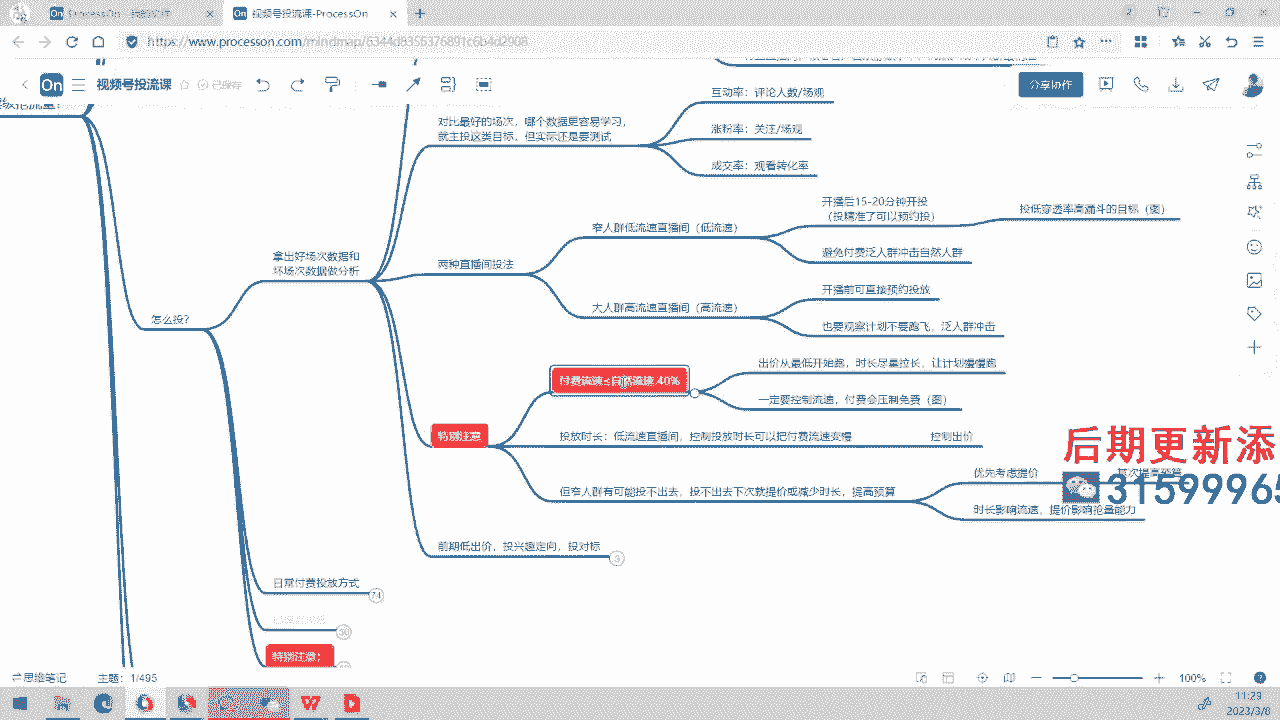 视频号投流课-ProcessOn
https://www.processon.com/mindmap/6344d8356376891c6b4d2908
视频号投流课
已保存
分享协作
互动率：评论人数/场观
对比最好的场次，哪个数据更容易学习，
就主投这类目标，但实际还是要测试
涨粉率：关注/场观
成交率：观看转化率
开播后15-20分钟开投
（投精准了可以预约投）
投低穿透率高漏斗的目标（图）
窄人群低流速直播间（低流速）
避免付费泛人群冲击自然人群
拿出好场次数据和
坏场次数据做分析
两种直播间投法
开播前可直接预约投放
大人群高流速直播间（高流速）
也要观察计划不要跑飞，泛人群冲击
怎么投？
出价从最低开始跑，时长尽量拉长，让计划慢慢跑
付费流速≤自然流速 40%
一定要控制流速，付费会压制免费（图）
特别注意
投放时长：低流速直播间，控制投放时长可以把付费流速变慢
控制出价
后期更新添
优先考虑提价
其次提高预算
31599965
但窄人群有可能投不出去，投不出去下次就提价或减少时长，提高预算
时长影响流速，提价影响抢量能力
前期低出价，投兴趣定向，投对标
3
日常付费投放方式
74
30
特别注意：
思维笔记
主题：1/495
100%
11:29
2023/3/8